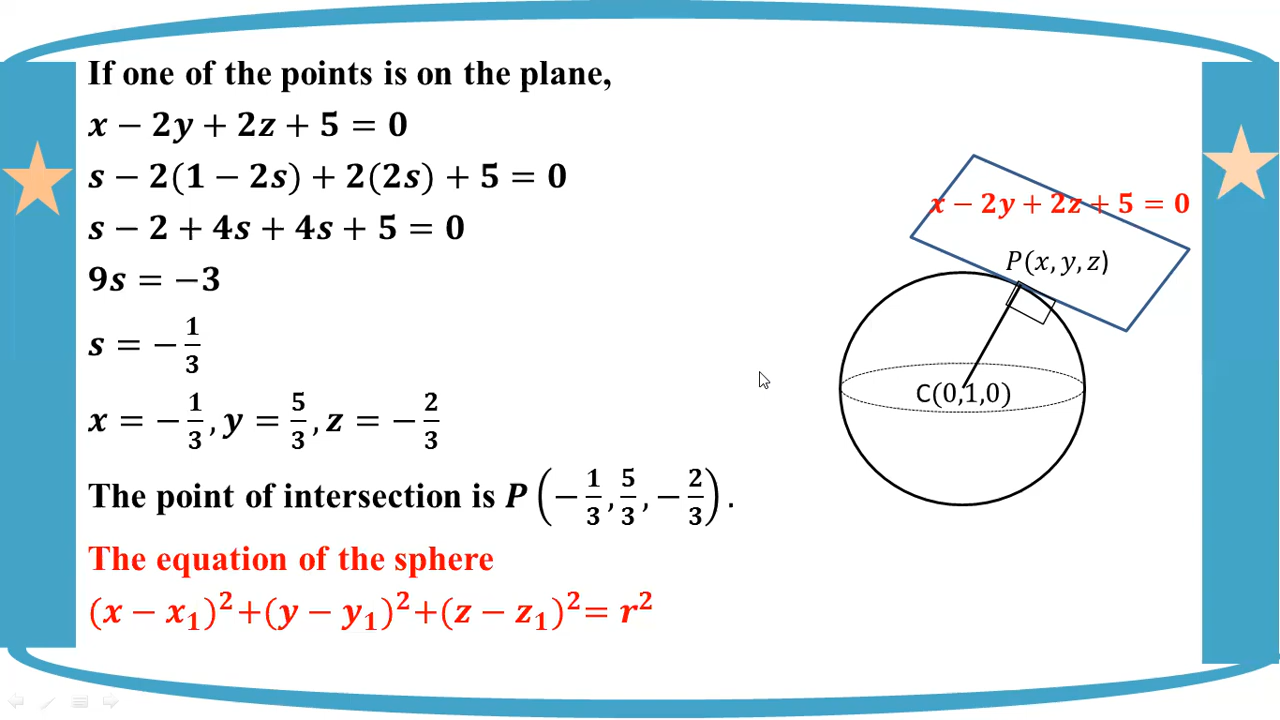 If one of the points is on the plane,
x − 2y + 2z + 5 = 0
s − 2(1 − 2s) + 2(2s) + 5 = 0
s − 2 + 4s + 4s + 5 = 0
9s = −3
s = −1/3
x = −1/3, y = 5/3, z = −2/3
The point of intersection is P(−1/3, 5/3, −2/3).
The equation of the sphere
(x − x₁)²+(y − y₁)²+(z − z₁)²= r²
x − 2y + 2z + 5 = 0
P(x, y, z)
C(0,1,0)